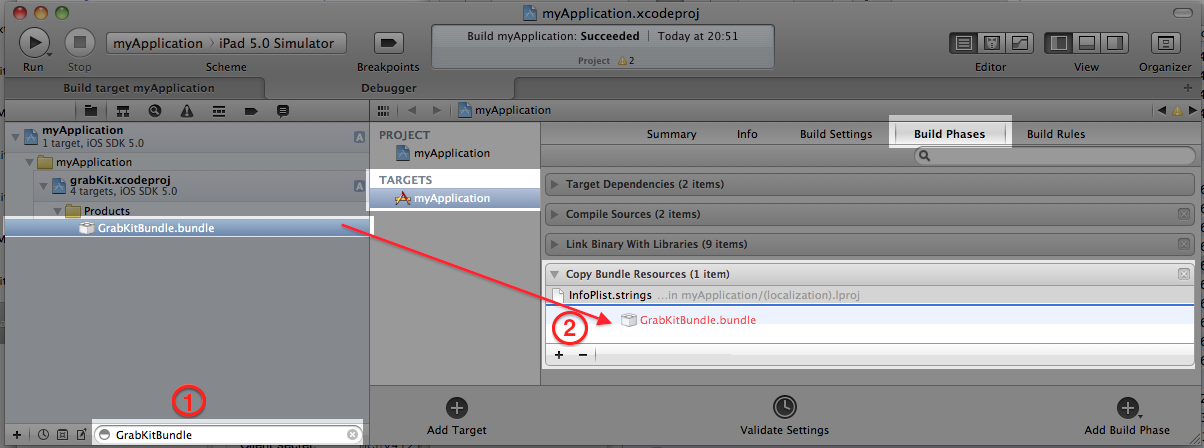 myApplication.xcodeproj
Run
Stop
myApplication › iPad 5.0 Simulator
Scheme
Breakpoints
Build myApplication: Succeeded | Today at 20:51
Project 2
Editor
View
Organizer
Build target myApplication
Debugger
myApplication
1 target, iOS SDK 5.0
myApplication
grabKit.xcodeproj
4 targets, iOS SDK 5.0
Products
GrabKitBundle.bundle
1
GrabKitBundle
myApplication
PROJECT
myApplication
TARGETS
myApplication
Summary
Info
Build Settings
Build Phases
Build Rules
Target Dependencies (2 items)
Compile Sources (2 items)
Link Binary With Libraries (9 items)
Copy Bundle Resources (1 item)
InfoPlist.strings ...in myApplication/(localization).lproj
2
GrabKitBundle.bundle
Add Target
Validate Settings
Add Build Phase